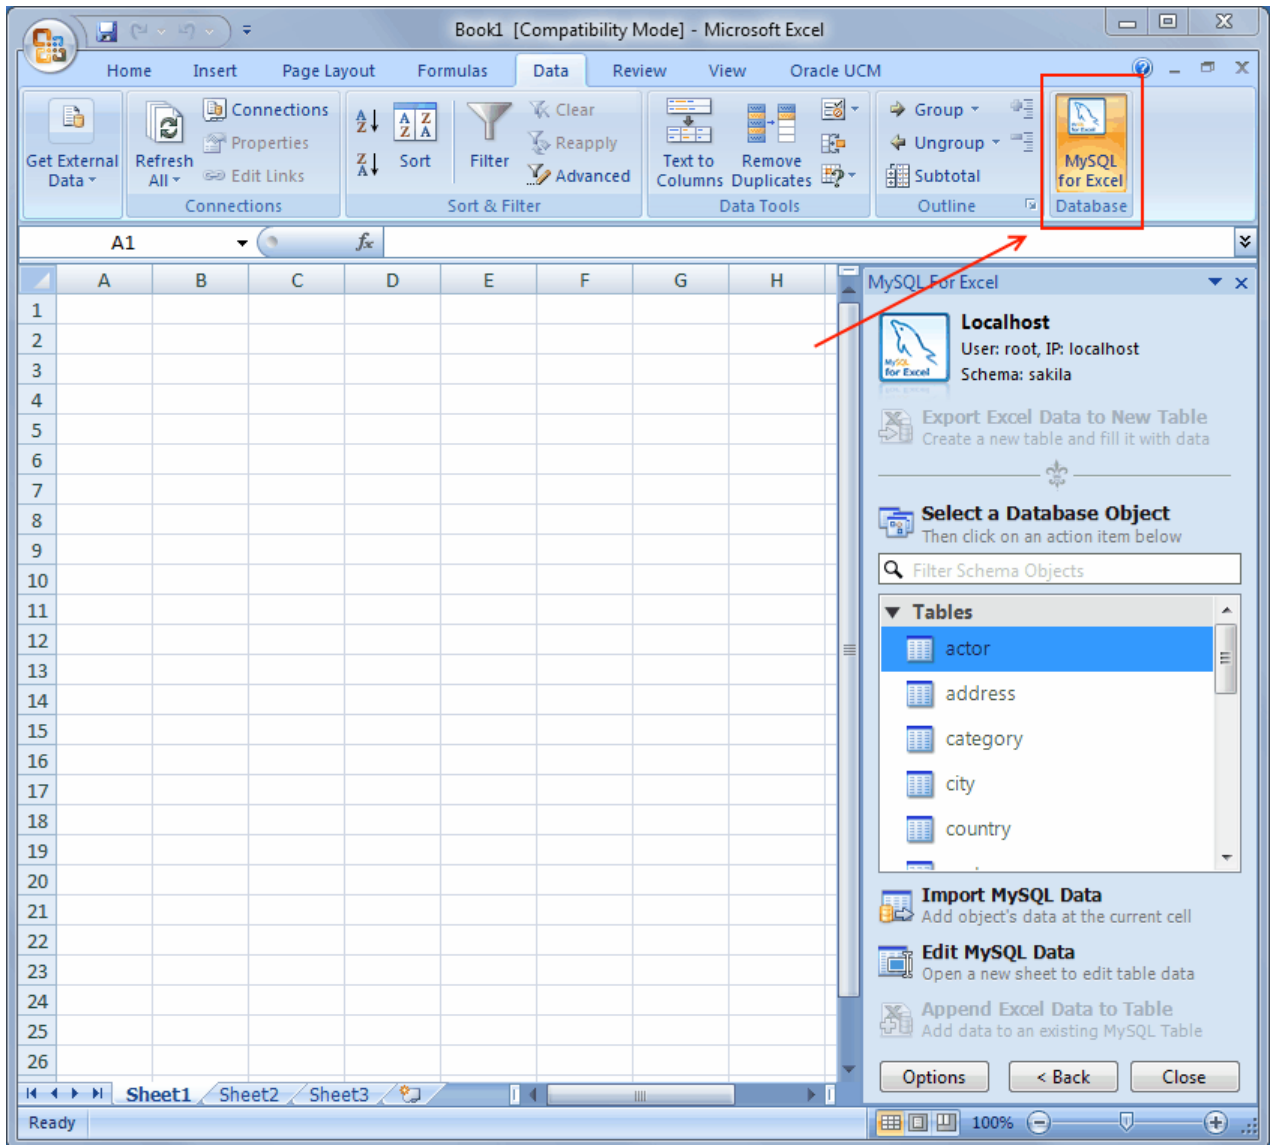 Book1 [Compatibility Mode] - Microsoft Excel
Home Insert Page Layout Formulas Data Review View Oracle UCM
Get External Data
Refresh All
Connections
Properties
Edit Links
Connections
A Z
Z A
A Z
Z A
Sort
Filter
Clear
Reapply
Advanced
Sort & Filter
Text to Columns
Remove Duplicates
Data Tools
Group
Ungroup
Subtotal
Outline
MySQL for Excel
Database
A1 fx
A B C D E F G H
1
2
3
4
5
6
7
8
9
10
11
12
13
14
15
16
17
18
19
20
21
22
23
24
25
26
MySQL For Excel
MySQL for Excel
Localhost
User: root, IP: localhost
Schema: sakila
Export Excel Data to New Table
Create a new table and fill it with data
Select a Database Object
Then click on an action item below
Filter Schema Objects
Tables
actor
address
category
city
country
Import MySQL Data
Add object's data at the current cell
Edit MySQL Data
Open a new sheet to edit table data
Append Excel Data to Table
Add data to an existing MySQL Table
Options < Back Close
Sheet1 Sheet2 Sheet3
Ready 100%